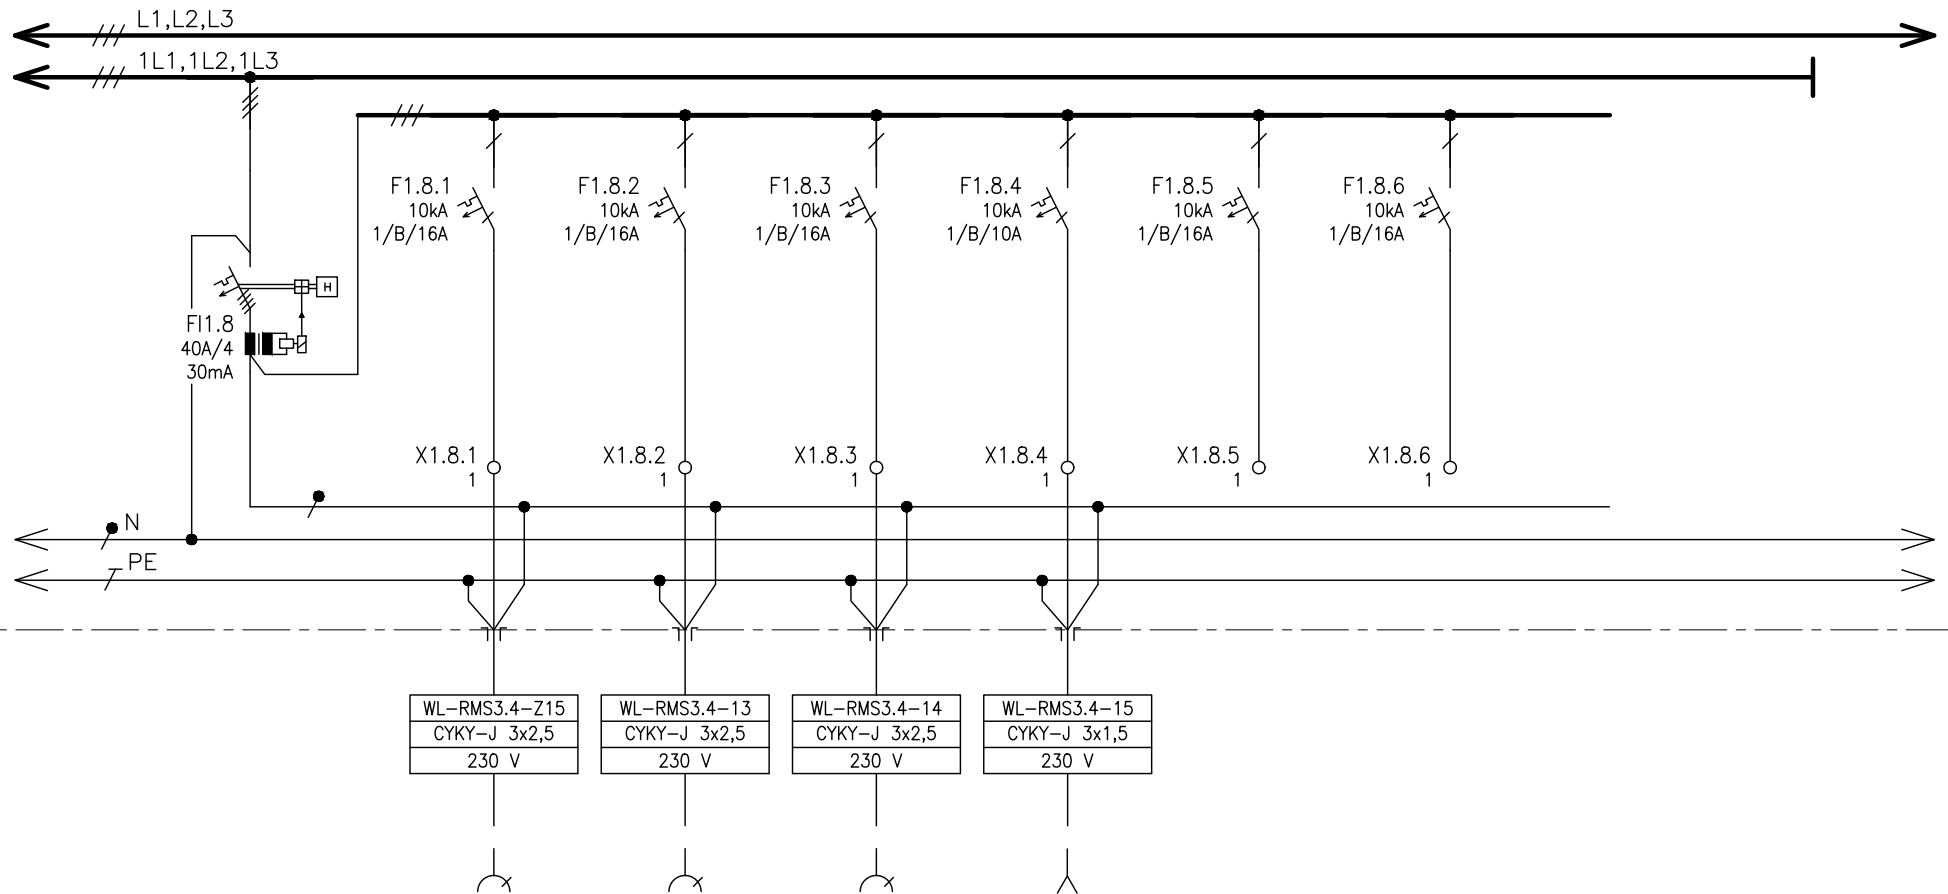 L1,L2,L3
1L1,1L2,1L3
F1.8.1
10kA
1/B/16A
F1.8.2
10kA
1/B/16A
F1.8.3
10kA
1/B/16A
F1.8.4
10kA
1/B/10A
F1.8.5
10kA
1/B/16A
F1.8.6
10kA
1/B/16A
H
FI1.8
40A/4
30mA
X1.8.1
1
X1.8.2
1
X1.8.3
1
X1.8.4
1
X1.8.5
1
X1.8.6
1
N
PE
WL-RMS3.4-Z15
CYKY-J 3x2,5
230 V
WL-RMS3.4-13
CYKY-J 3x2,5
230 V
WL-RMS3.4-14
CYKY-J 3x2,5
230 V
WL-RMS3.4-15
CYKY-J 3x1,5
230 V